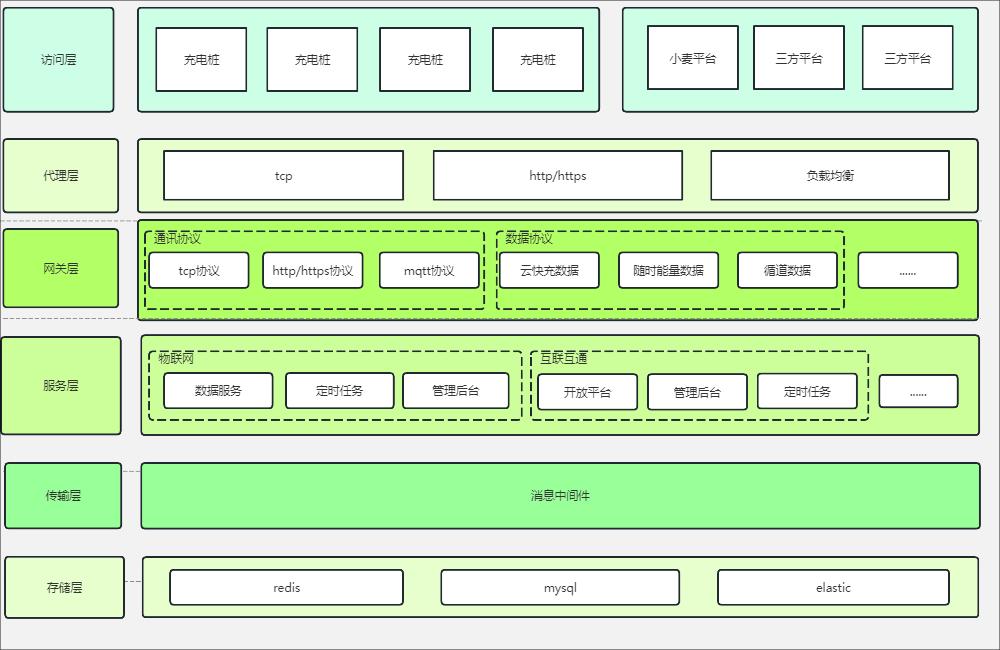 访问层
充电桩
充电桩
充电桩
充电桩
小麦平台
三方平台
三方平台
代理层
tcp
http/https
负载均衡
网关层
通讯协议
tcp协议
http/https协议
mqtt协议
数据协议
云快充数据
随时能量数据
循道数据
......
服务层
物联网
数据服务
定时任务
管理后台
互联互通
开放平台
管理后台
定时任务
......
传输层
消息中间件
存储层
redis
mysql
elastic